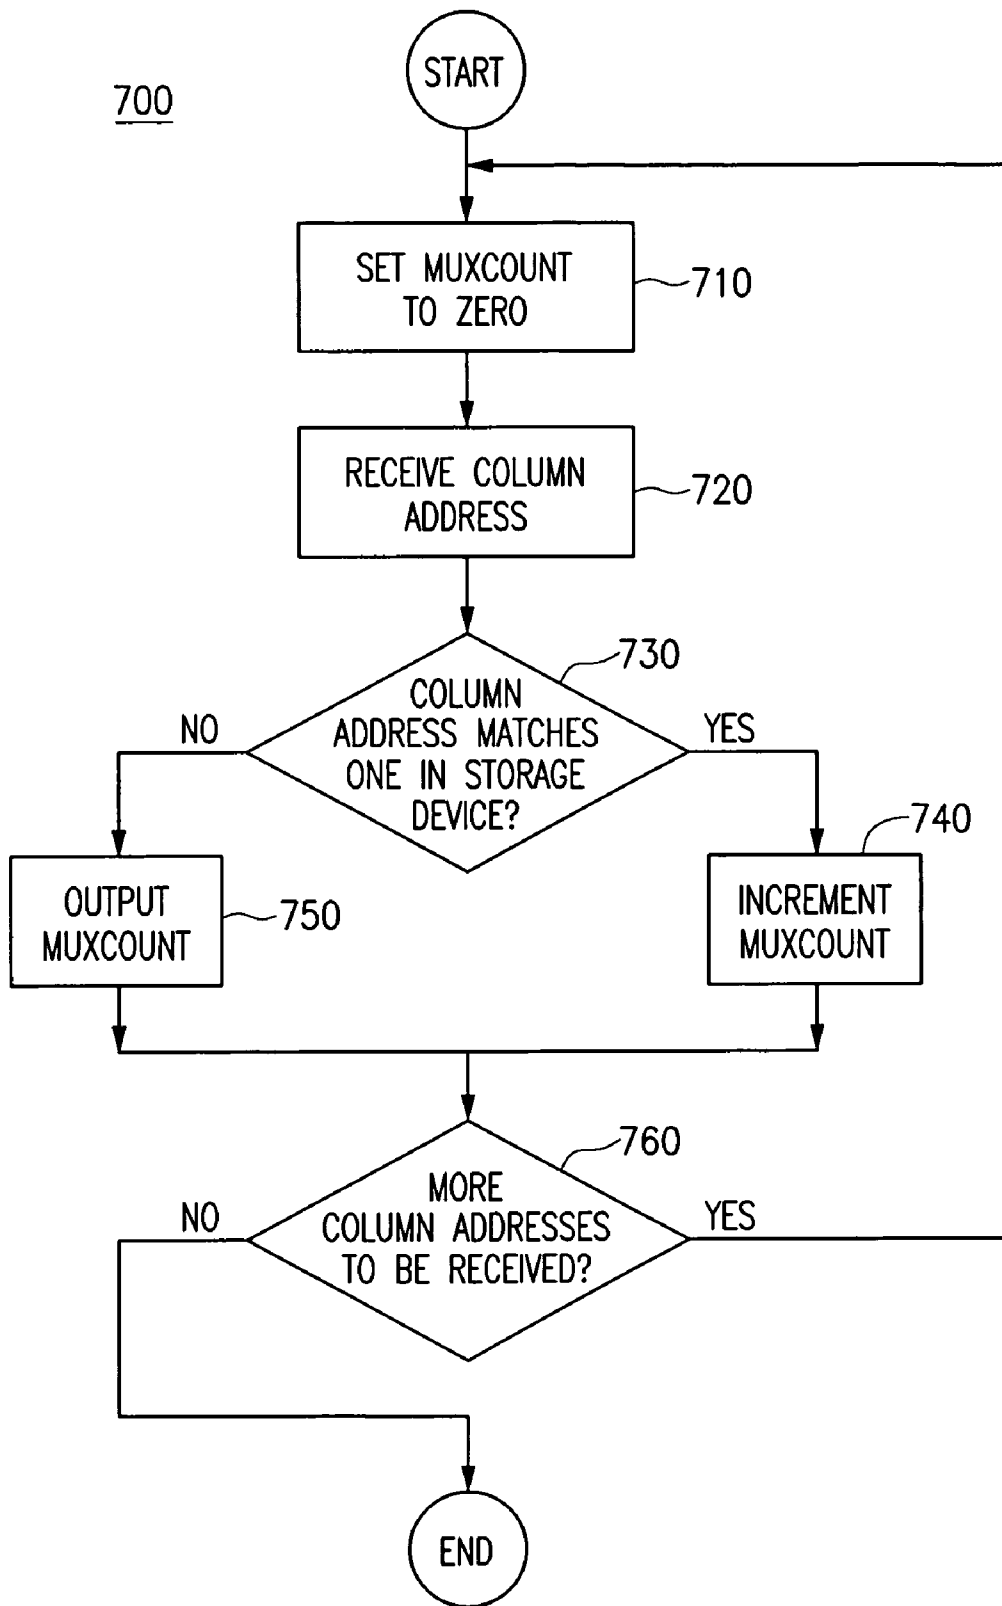 START
700
SET MUXCOUNT
TO ZERO
710
RECEIVE COLUMN
ADDRESS
720
730
COLUMN
ADDRESS MATCHES
ONE IN STORAGE
DEVICE?
NO
YES
740
OUTPUT
MUXCOUNT
750
INCREMENT
MUXCOUNT
760
MORE
COLUMN ADDRESSES
TO BE RECEIVED?
NO
YES
END